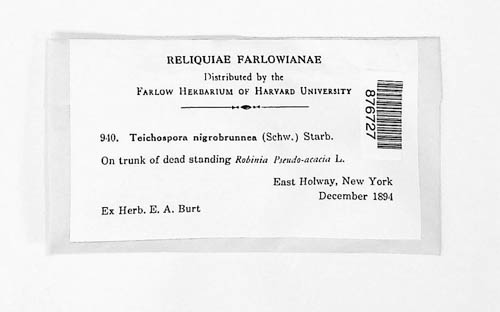 RELIQUIAE FARLOWIANAE
Distributed by the
FARLOW HERBARIUM OF HARVARD UNIVERSITY
876727
940. Teichospora nigrobrunnea (Schw.) Starb.
On trunk of dead standing Robinia Pseudo-acacia L.
East Holway, New York
December 1894
Ex Herb. E. A. Burt